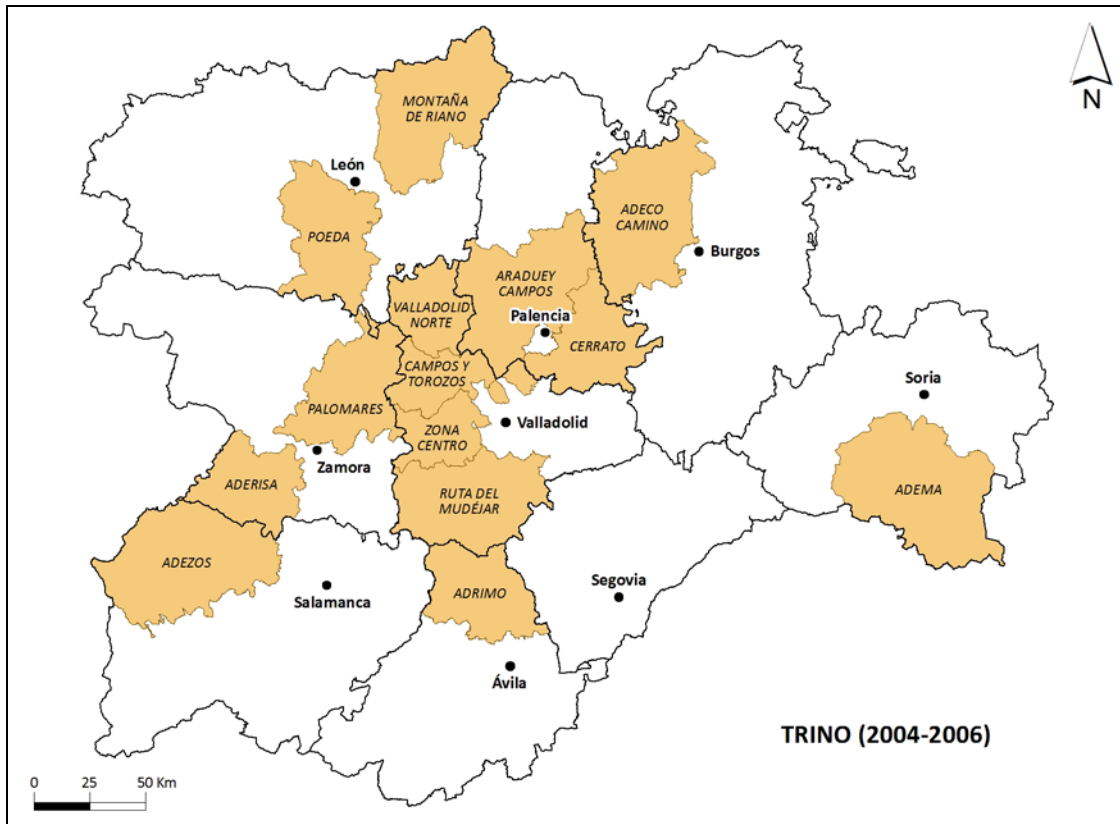 MONTAÑA
DE RIANO
N
León
POEDA
ADECO
CAMINO
Burgos
ARADUEY
CAMPOS
VALLADOLID
NORTE
Palencia
CERRATO
CAMPOS Y
TOROZOS
Soria
PALOMARES
Valladolid
ZONA
CENTRO
Zamora
ADERISA
RUTA DEL
MUDÉJAR
ADEMA
ADEZOS
Segovia
Salamanca
ADRIMO
Ávila
TRINO (2004-2006)
0 25 50 Km